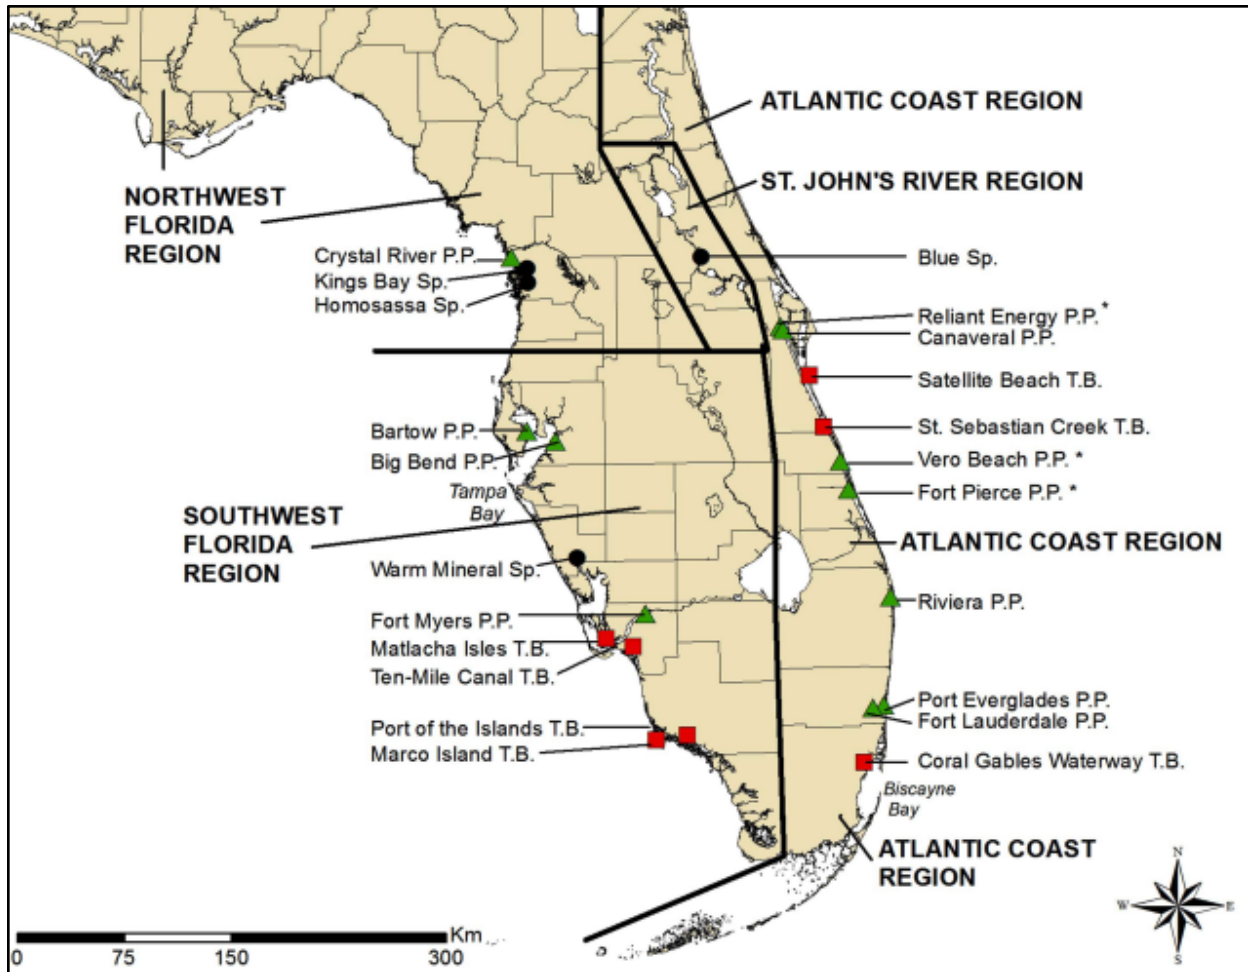 ATLANTIC COAST REGION
ST. JOHN'S RIVER REGION
NORTHWEST
FLORIDA
REGION
Crystal River P.P.
Kings Bay Sp.
Homosassa Sp.
Blue Sp.
Reliant Energy P.P.*
Canaveral P.P.
Satellite Beach T.B.
St. Sebastian Creek T.B.
Vero Beach P.P. *
Fort Pierce P.P. *
Bartow P.P.
Big Bend P.P.
Tampa
Bay
SOUTHWEST
FLORIDA
REGION
ATLANTIC COAST REGION
Warm Mineral Sp.
Riviera P.P.
Fort Myers P.P.
Matlacha Isles T.B.
Ten-Mile Canal T.B.
Port of the Islands T.B.
Marco Island T.B.
Port Everglades P.P.
Fort Lauderdale P.P.
Coral Gables Waterway T.B.
Biscayne
Bay
ATLANTIC COAST
REGION
N
W E
S
Km
0 75 150 300